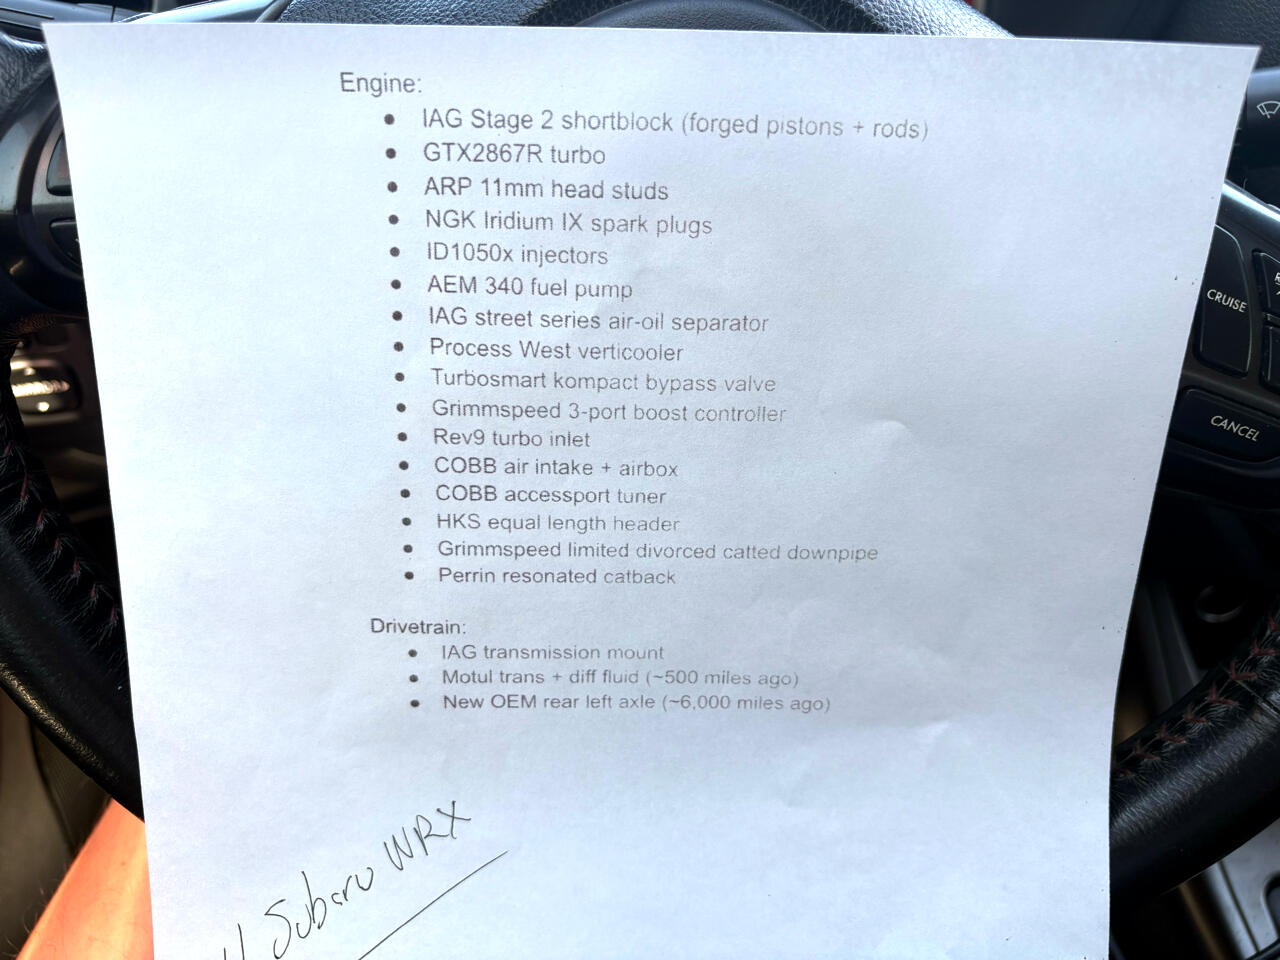 Engine:
• IAG Stage 2 shortblock (forged pistons + rods)
• GTX2867R turbo
• ARP 11mm head studs
• NGK Iridium IX spark plugs
• ID1050x injectors
• AEM 340 fuel pump
• IAG street series air-oil separator
• Process West verticooler
• Turbosmart kompact bypass valve
• Grimmspeed 3-port boost controller
• Rev9 turbo inlet
• COBB air intake + airbox
• COBB accessport tuner
• HKS equal length header
• Grimmspeed limited divorced catted downpipe
• Perrin resonated catback
Drivetrain:
• IAG transmission mount
• Motul trans + diff fluid (~500 miles ago)
• New OEM rear left axle (~6,000 miles ago)
Subaru WRX
CRUISE
CANCEL